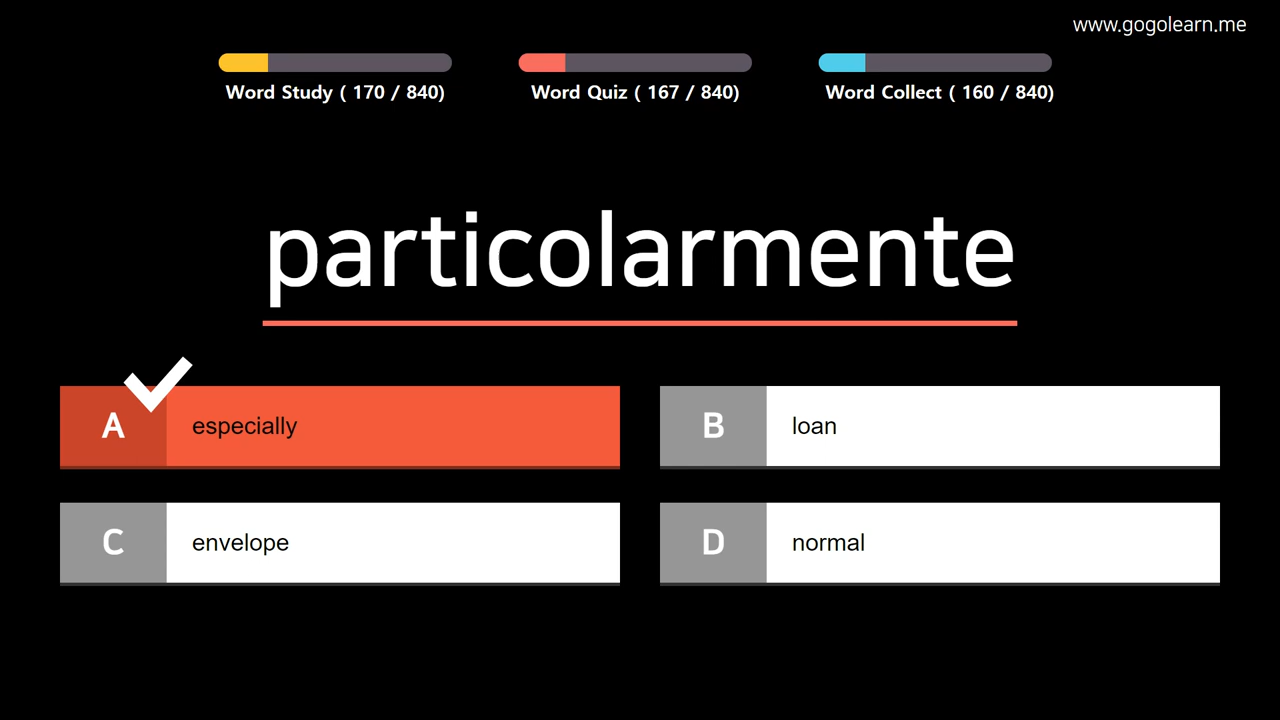 www.gogolearn.me
Word Study ( 170 / 840)
Word Quiz ( 167 / 840)
Word Collect ( 160 / 840)
particolarmente
A especially
B loan
C envelope
D normal